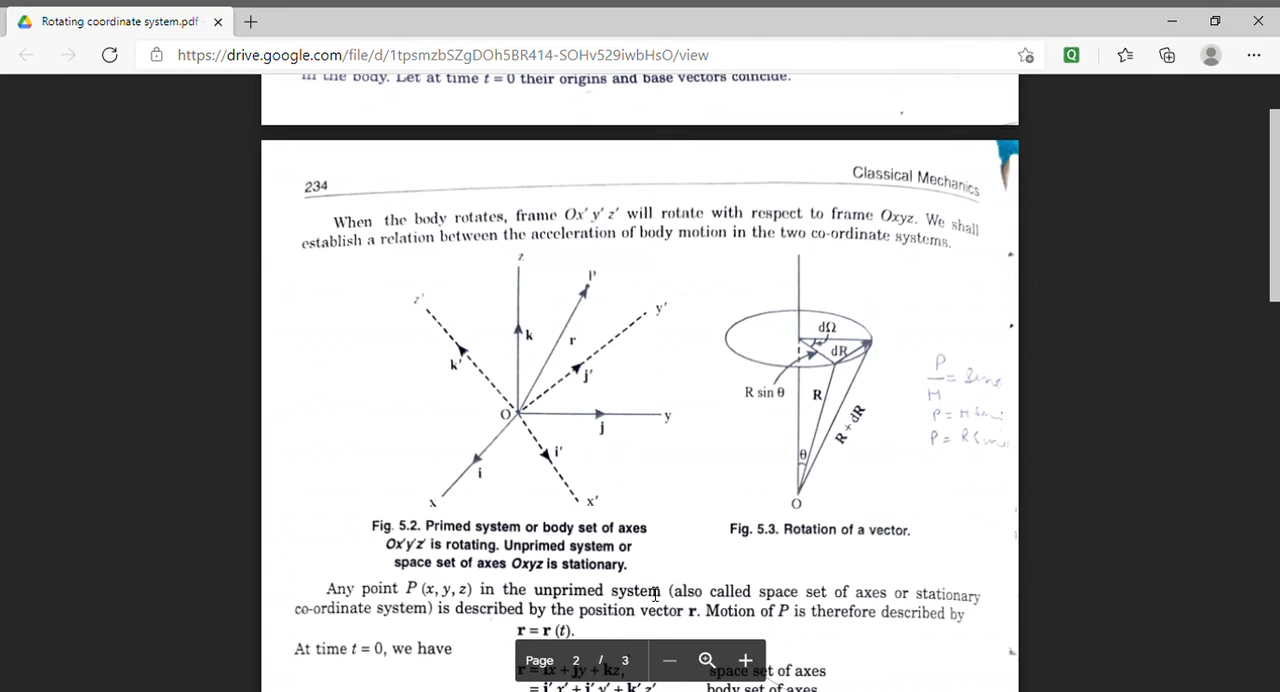 Rotating coordinate system.pdf
https://drive.google.com/file/d/1tpsmzbSZgDOh5BR414-SOHv529iwbHsO/view
in the body. Let at time t = 0 their origins and base vectors coincide.
234
Classical Mechanics
When the body rotates, frame Ox′ y′ z′ will rotate with respect to frame Oxyz. We shall
establish a relation between the acceleration of body motion in the two co-ordinate systems.
z
P
z′
y′
k
r
k′
j′
O
y
j
i′
i
x
x′
dΩ
dR
R sin θ
R
R + dR
θ
O
P/H = Sinθ
P = H Sin
P = R Sin
Fig. 5.2. Primed system or body set of axes
Ox′y′z′ is rotating. Unprimed system or
space set of axes Oxyz is stationary.
Fig. 5.3. Rotation of a vector.
Any point P (x, y, z) in the unprimed system (also called space set of axes or stationary
co-ordinate system) is described by the position vector r. Motion of P is therefore described by
r = r (t).
At time t = 0, we have
r = ix + jy + kz, space set of axes
= i′ x′ + j′ y′ + k′ z′ body set of axes
Page 2 / 3